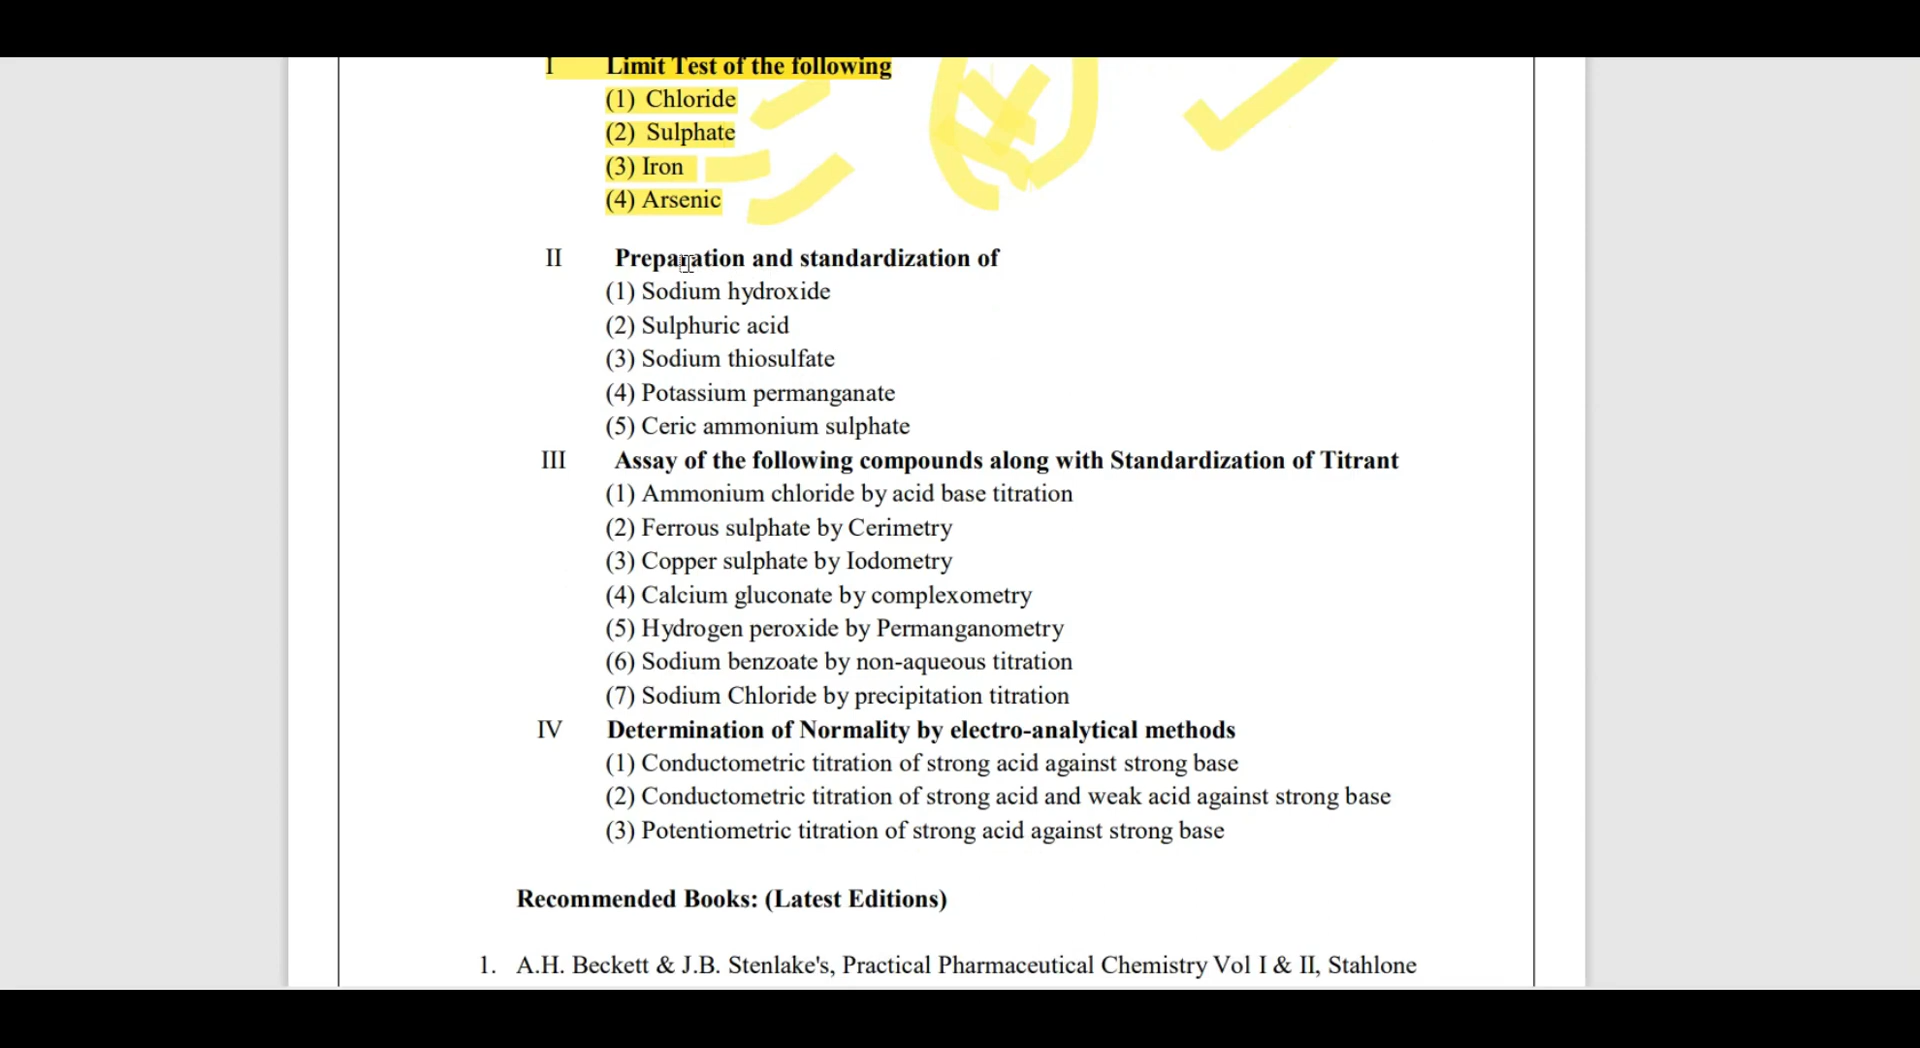 I Limit Test of the following
(1) Chloride
(2) Sulphate
(3) Iron
(4) Arsenic
II Preparation and standardization of
(1) Sodium hydroxide
(2) Sulphuric acid
(3) Sodium thiosulfate
(4) Potassium permanganate
(5) Ceric ammonium sulphate
III Assay of the following compounds along with Standardization of Titrant
(1) Ammonium chloride by acid base titration
(2) Ferrous sulphate by Cerimetry
(3) Copper sulphate by Iodometry
(4) Calcium gluconate by complexometry
(5) Hydrogen peroxide by Permanganometry
(6) Sodium benzoate by non-aqueous titration
(7) Sodium Chloride by precipitation titration
IV Determination of Normality by electro-analytical methods
(1) Conductometric titration of strong acid against strong base
(2) Conductometric titration of strong acid and weak acid against strong base
(3) Potentiometric titration of strong acid against strong base
Recommended Books: (Latest Editions)
1. A.H. Beckett & J.B. Stenlake's, Practical Pharmaceutical Chemistry Vol I & II, Stahlone